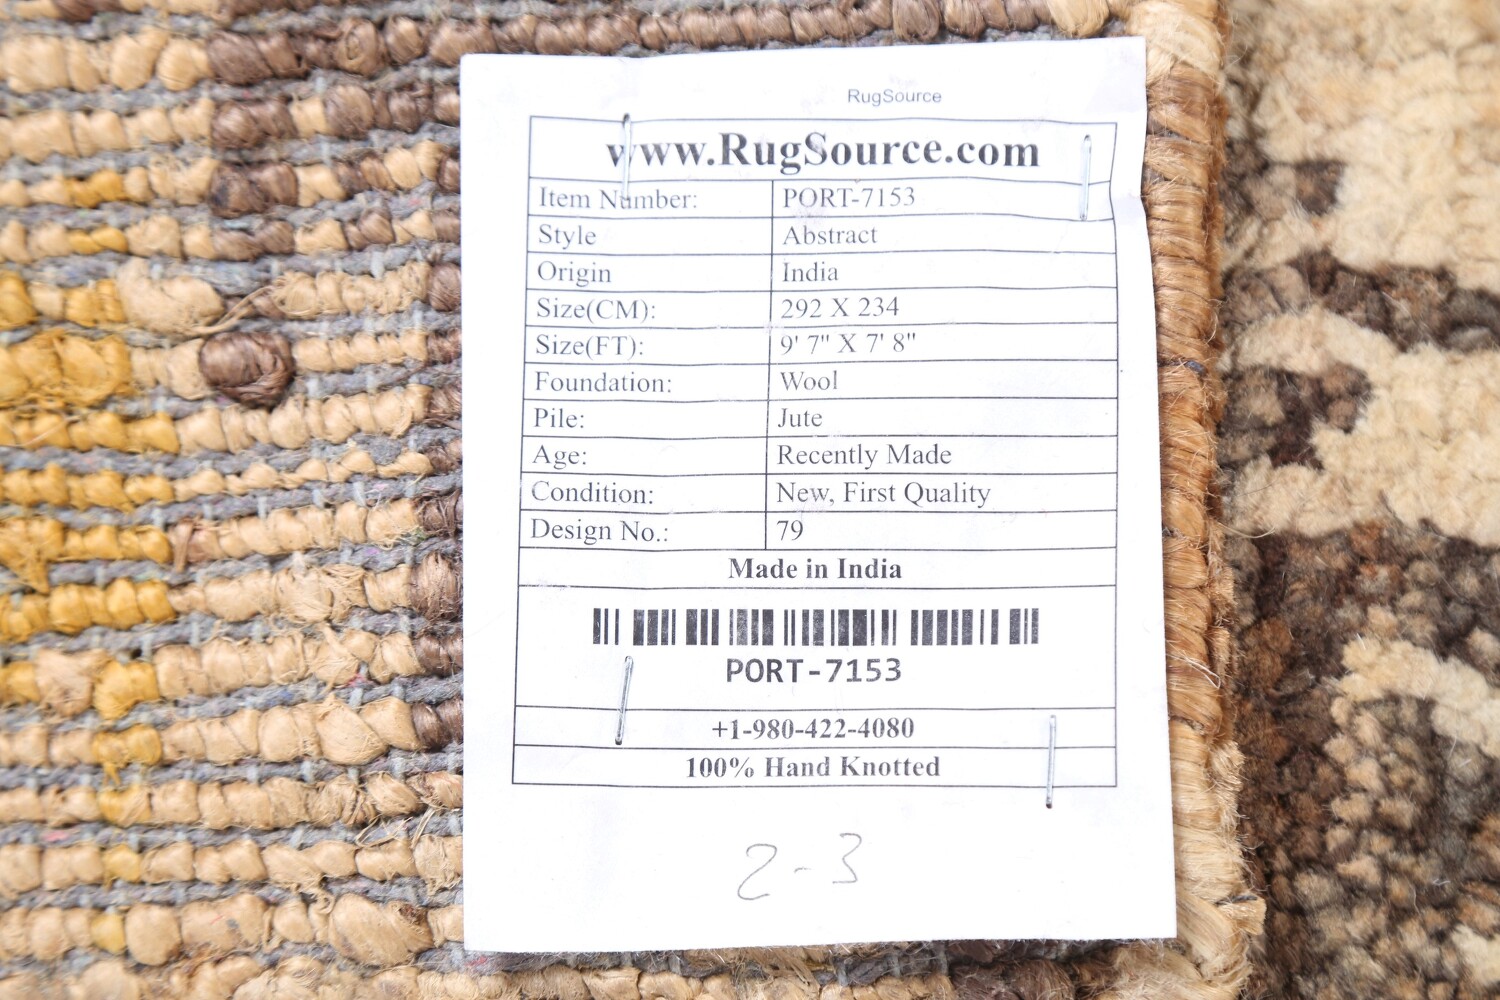 RugSource
www.RugSource.com
Item Number: PORT-7153
Style Abstract
Origin India
Size(CM): 292 X 234
Size(FT): 9' 7" X 7' 8"
Foundation: Wool
Pile: Jute
Age: Recently Made
Condition: New, First Quality
Design No.: 79
Made in India
PORT-7153
+1-980-422-4080
100% Hand Knotted
2-3